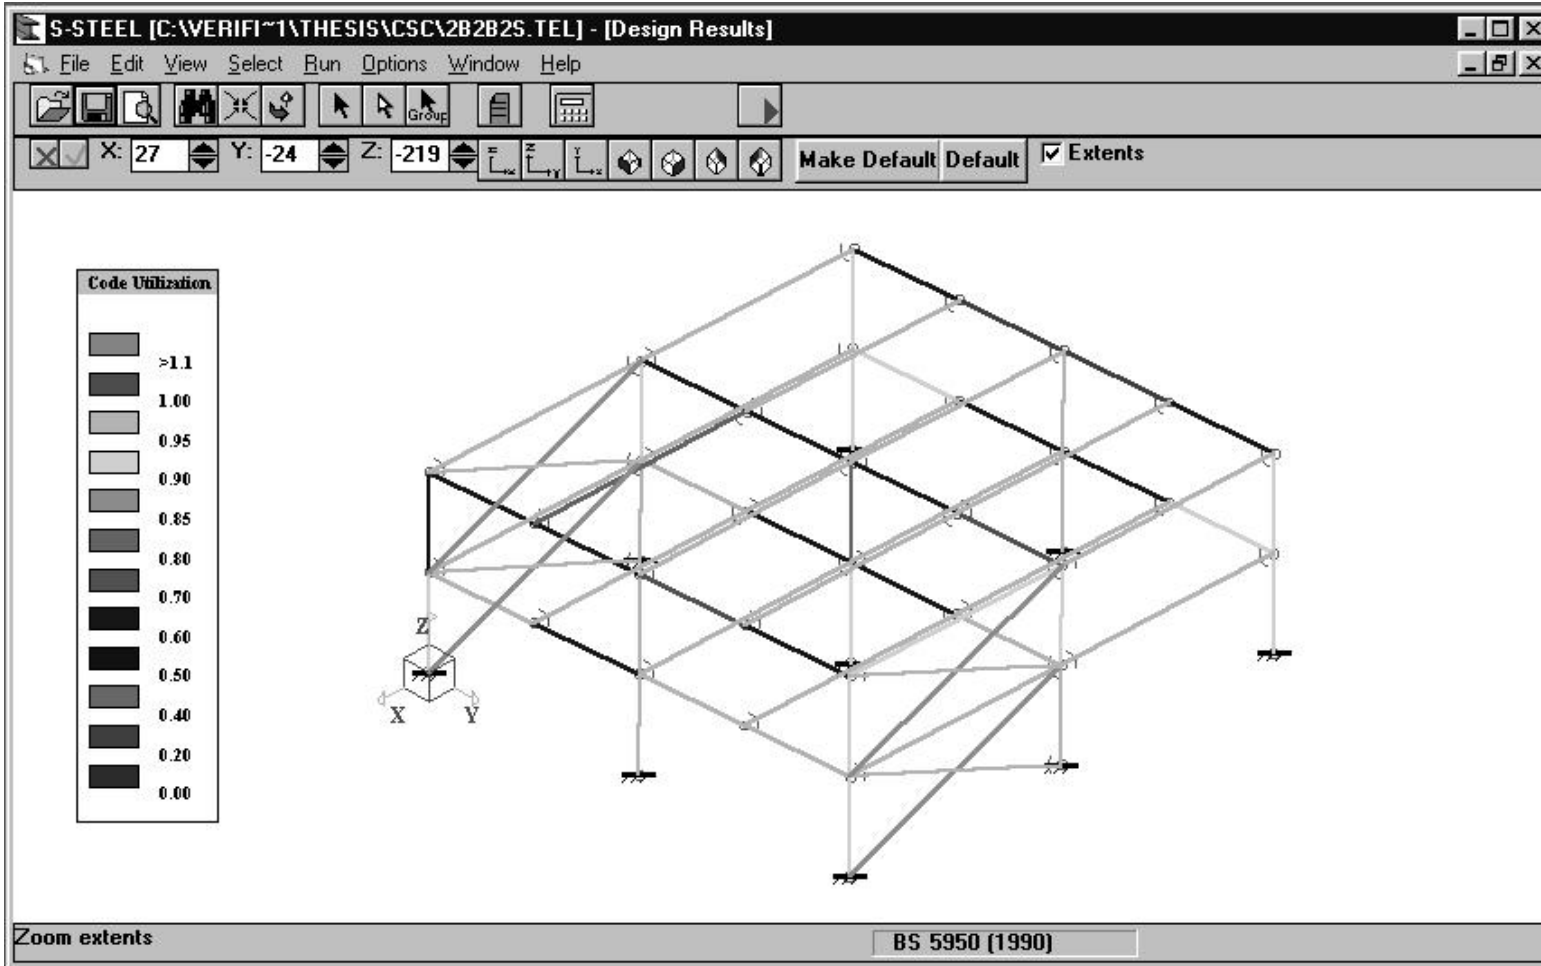 S-STEEL [C:\VERIFI~1\THESIS\CSC\2B2B2S.TEL] - [Design Results]
File Edit View Select Run Options Window Help
Group
X: 27 Y: -24 Z: -219 Make Default Default Extents
Code Utilization
>1.1
1.00
0.95
0.90
0.85
0.80
0.70
0.60
0.50
0.40
0.20
0.00
Z
X Y
Zoom extents BS 5950 (1990)